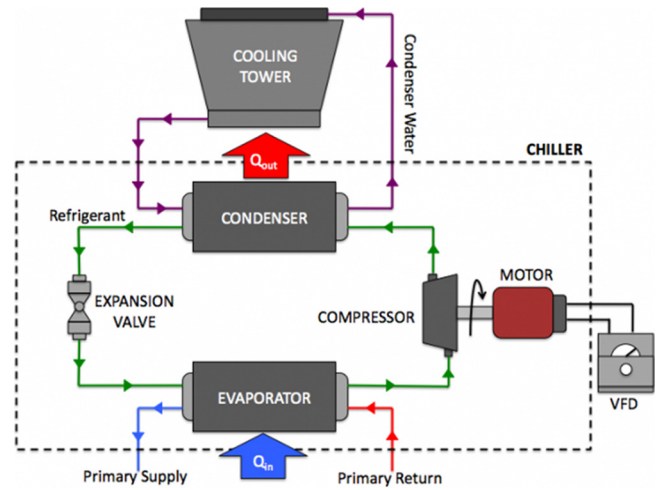 COOLING
TOWER
Condenser Water
Qout
CHILLER
CONDENSER
Refrigerant
MOTOR
EXPANSION
VALVE
COMPRESSOR
EVAPORATOR
VFD
Qin
Primary Supply
Primary Return